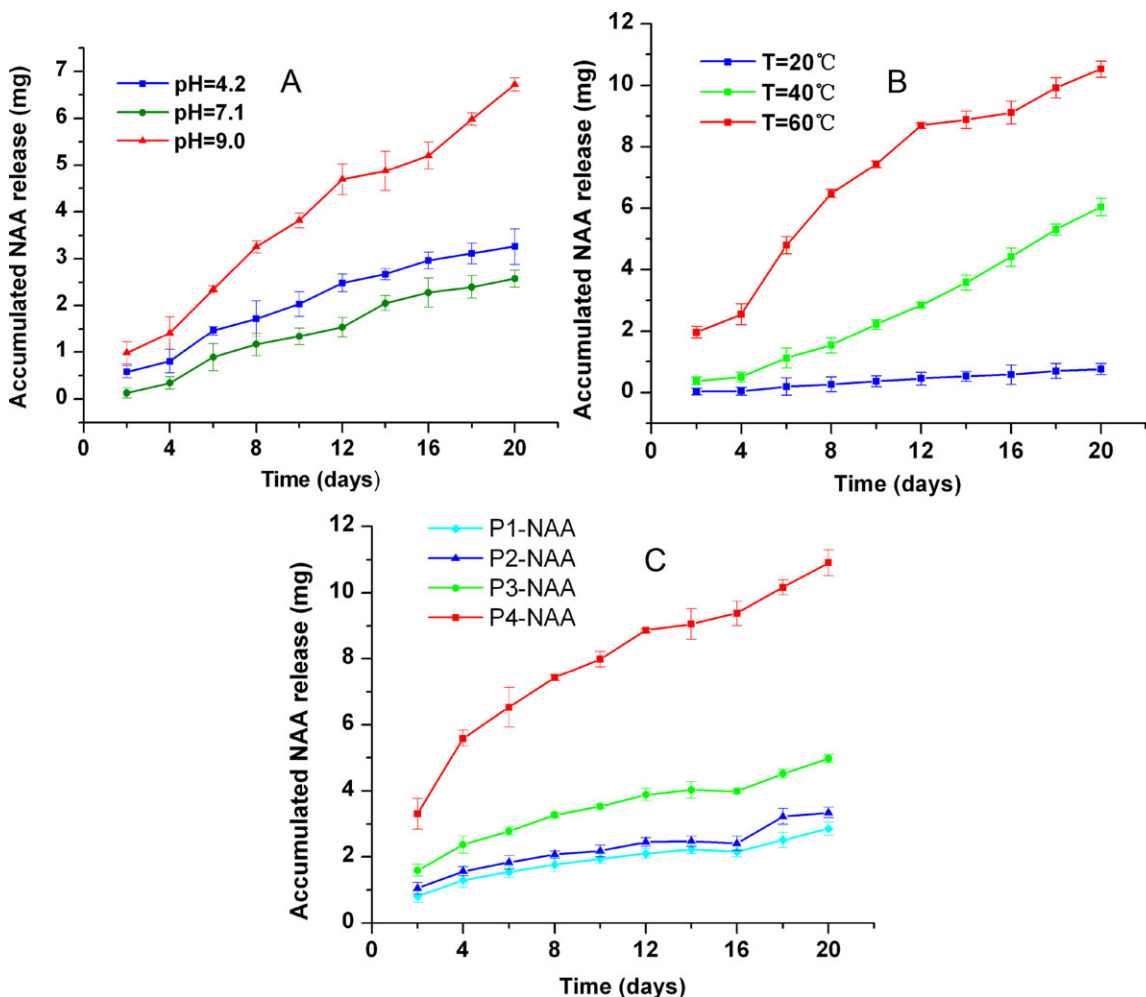 A
pH=4.2
pH=7.1
pH=9.0
Accumulated NAA release (mg)
7
6
5
4
3
2
1
0
0 4 8 12 16 20
Time (days)
B
T=20℃
T=40℃
T=60℃
Accumulated NAA release (mg)
12
10
8
6
4
2
0
0 4 8 12 16 20
Time (days)
C
P1-NAA
P2-NAA
P3-NAA
P4-NAA
Accumulated NAA release (mg)
12
10
8
6
4
2
0
0 4 8 12 16 20
Time (days)